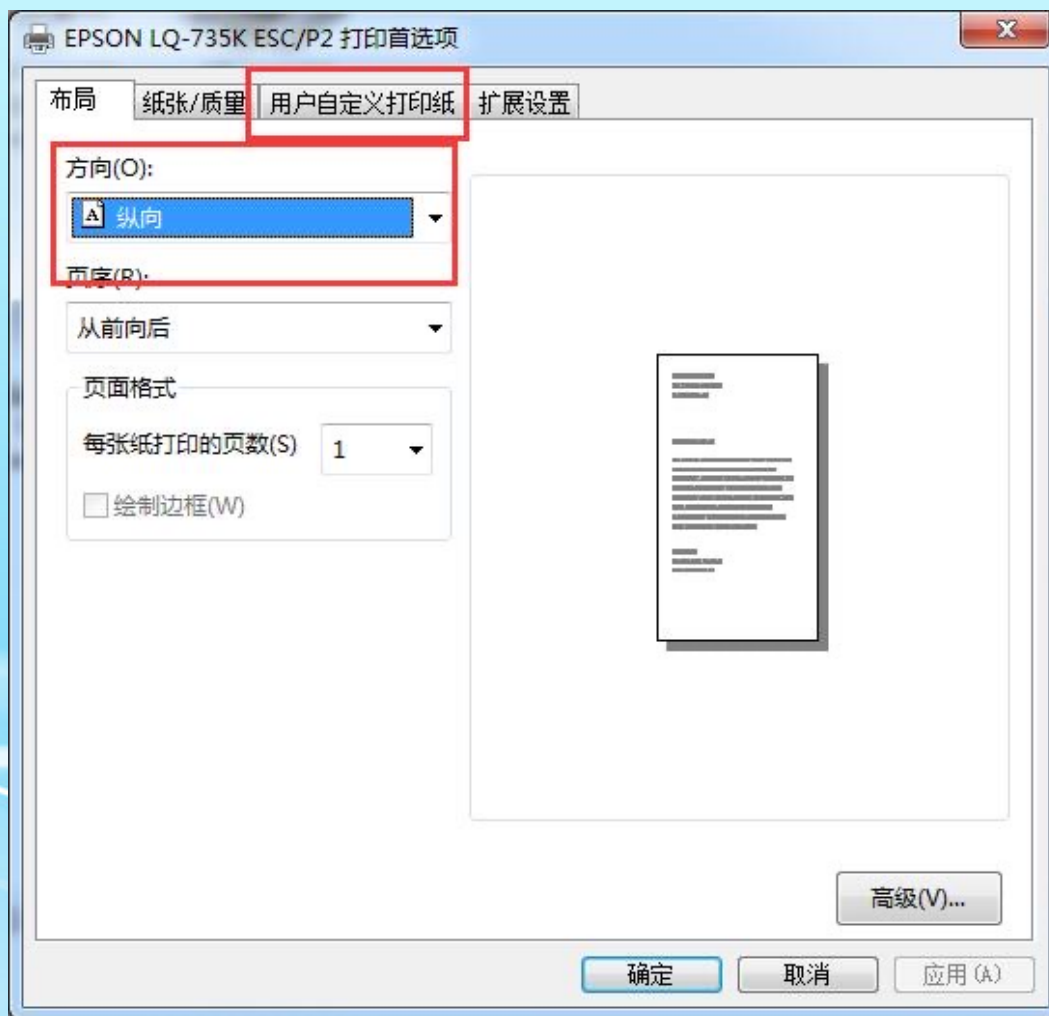 EPSON LQ-735K ESC/P2 打印首选项
布局 纸张/质量 用户自定义打印纸 扩展设置
方向(O):
A 纵向
页序(R):
从前向后
页面格式
每张纸打印的页数(S) 1
绘制边框(W)
高级(V)...
确定 取消 应用(A)